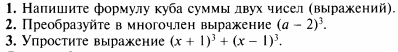 1. Напишите формулу куба суммы двух чисел (выражений).
2. Преобразуйте в многочлен выражение (a − 2)³.
3. Упростите выражение (x + 1)³ + (x − 1)³.